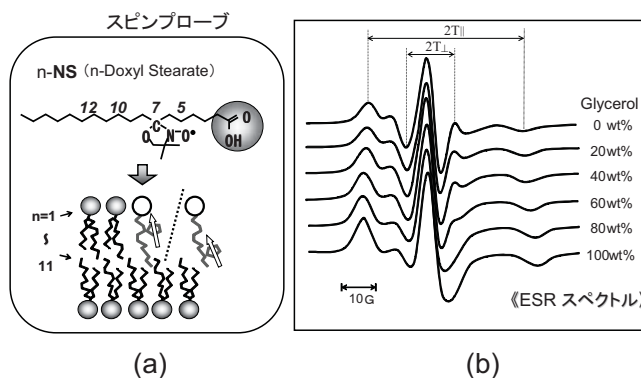 スピンプローブ
n-NS (n-Doxyl Stearate)
12 10 7 5
O
C
OH
O N⁻O•
n=1
∫
11
(a)
2T||
2T⊥
Glycerol
0 wt%
20wt%
40wt%
60wt%
80wt%
100wt%
10G
《ESR スペクトル》
(b)